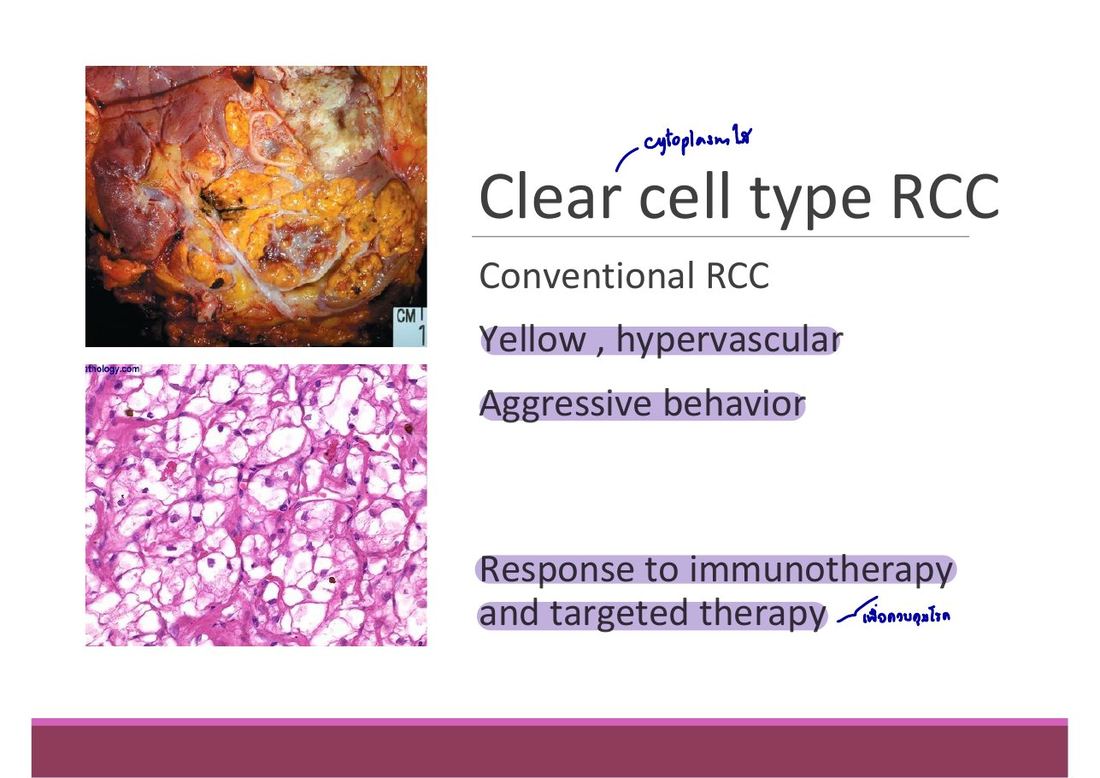 CM
1
thology.com
cytoplasmใส
Clear cell type RCC
Conventional RCC
Yellow , hypervascular
Aggressive behavior
Response to immunotherapy
and targeted therapy
เพื่อควบคุมโรค